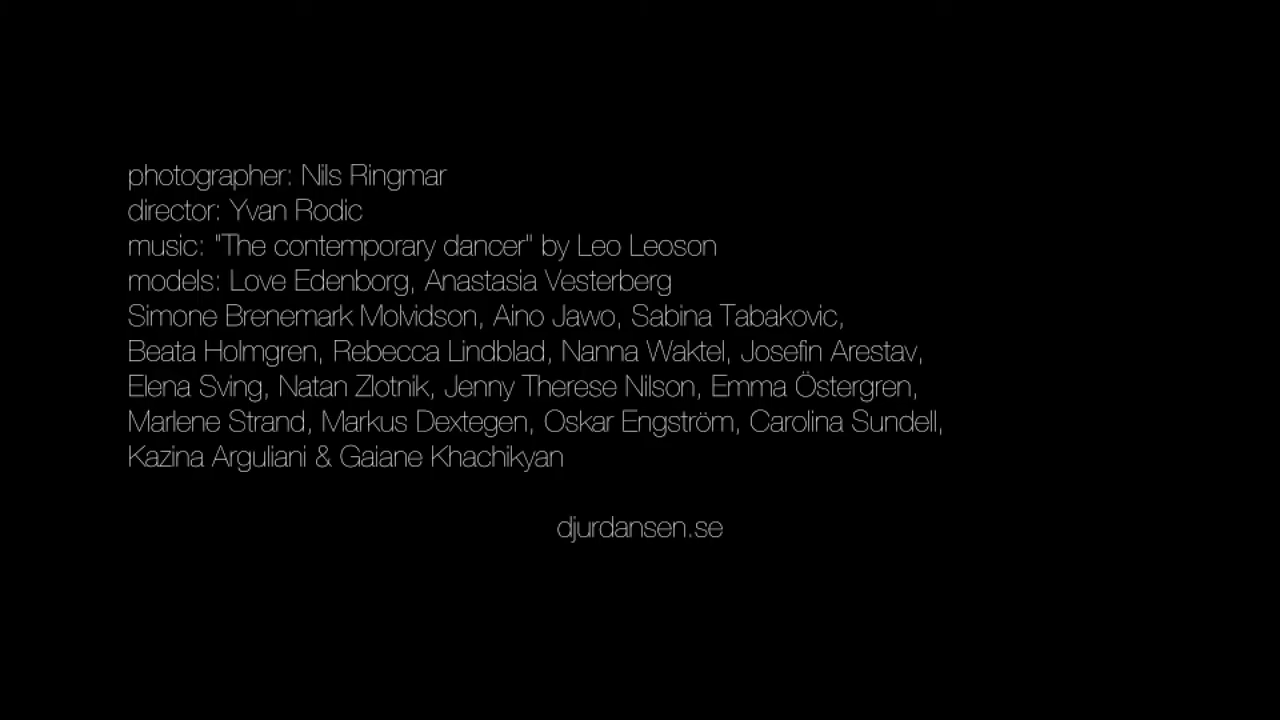 photographer: Nils Ringmar
director: Yvan Rodic
music: "The contemporary dancer" by Leo Leoson
models: Love Edenborg, Anastasia Vesterberg
Simone Brenemark Molvidson, Aino Jawo, Sabina Tabakovic,
Beata Holmgren, Rebecca Lindblad, Nanna Waktel, Josefin Arestav,
Elena Sving, Natan Zlotnik, Jenny Therese Nilson, Emma Östergren,
Marlene Strand, Markus Dextegen, Oskar Engström, Carolina Sundell,
Kazina Arguliani & Gaiane Khachikyan
djurdansen.se